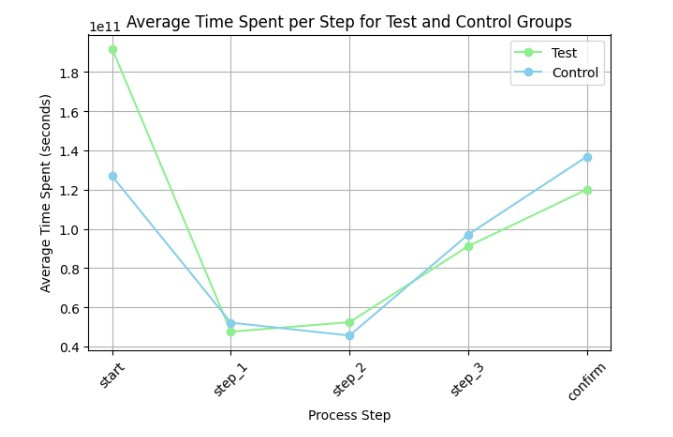 Average Time Spent per Step for Test and Control Groups
1e11
Test
Control
Average Time Spent (seconds)
1.8
1.6
1.4
1.2
1.0
0.8
0.6
0.4
start
step_1
step_2
step_3
confirm
Process Step